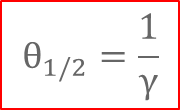 θ₁/₂ = 1/γ